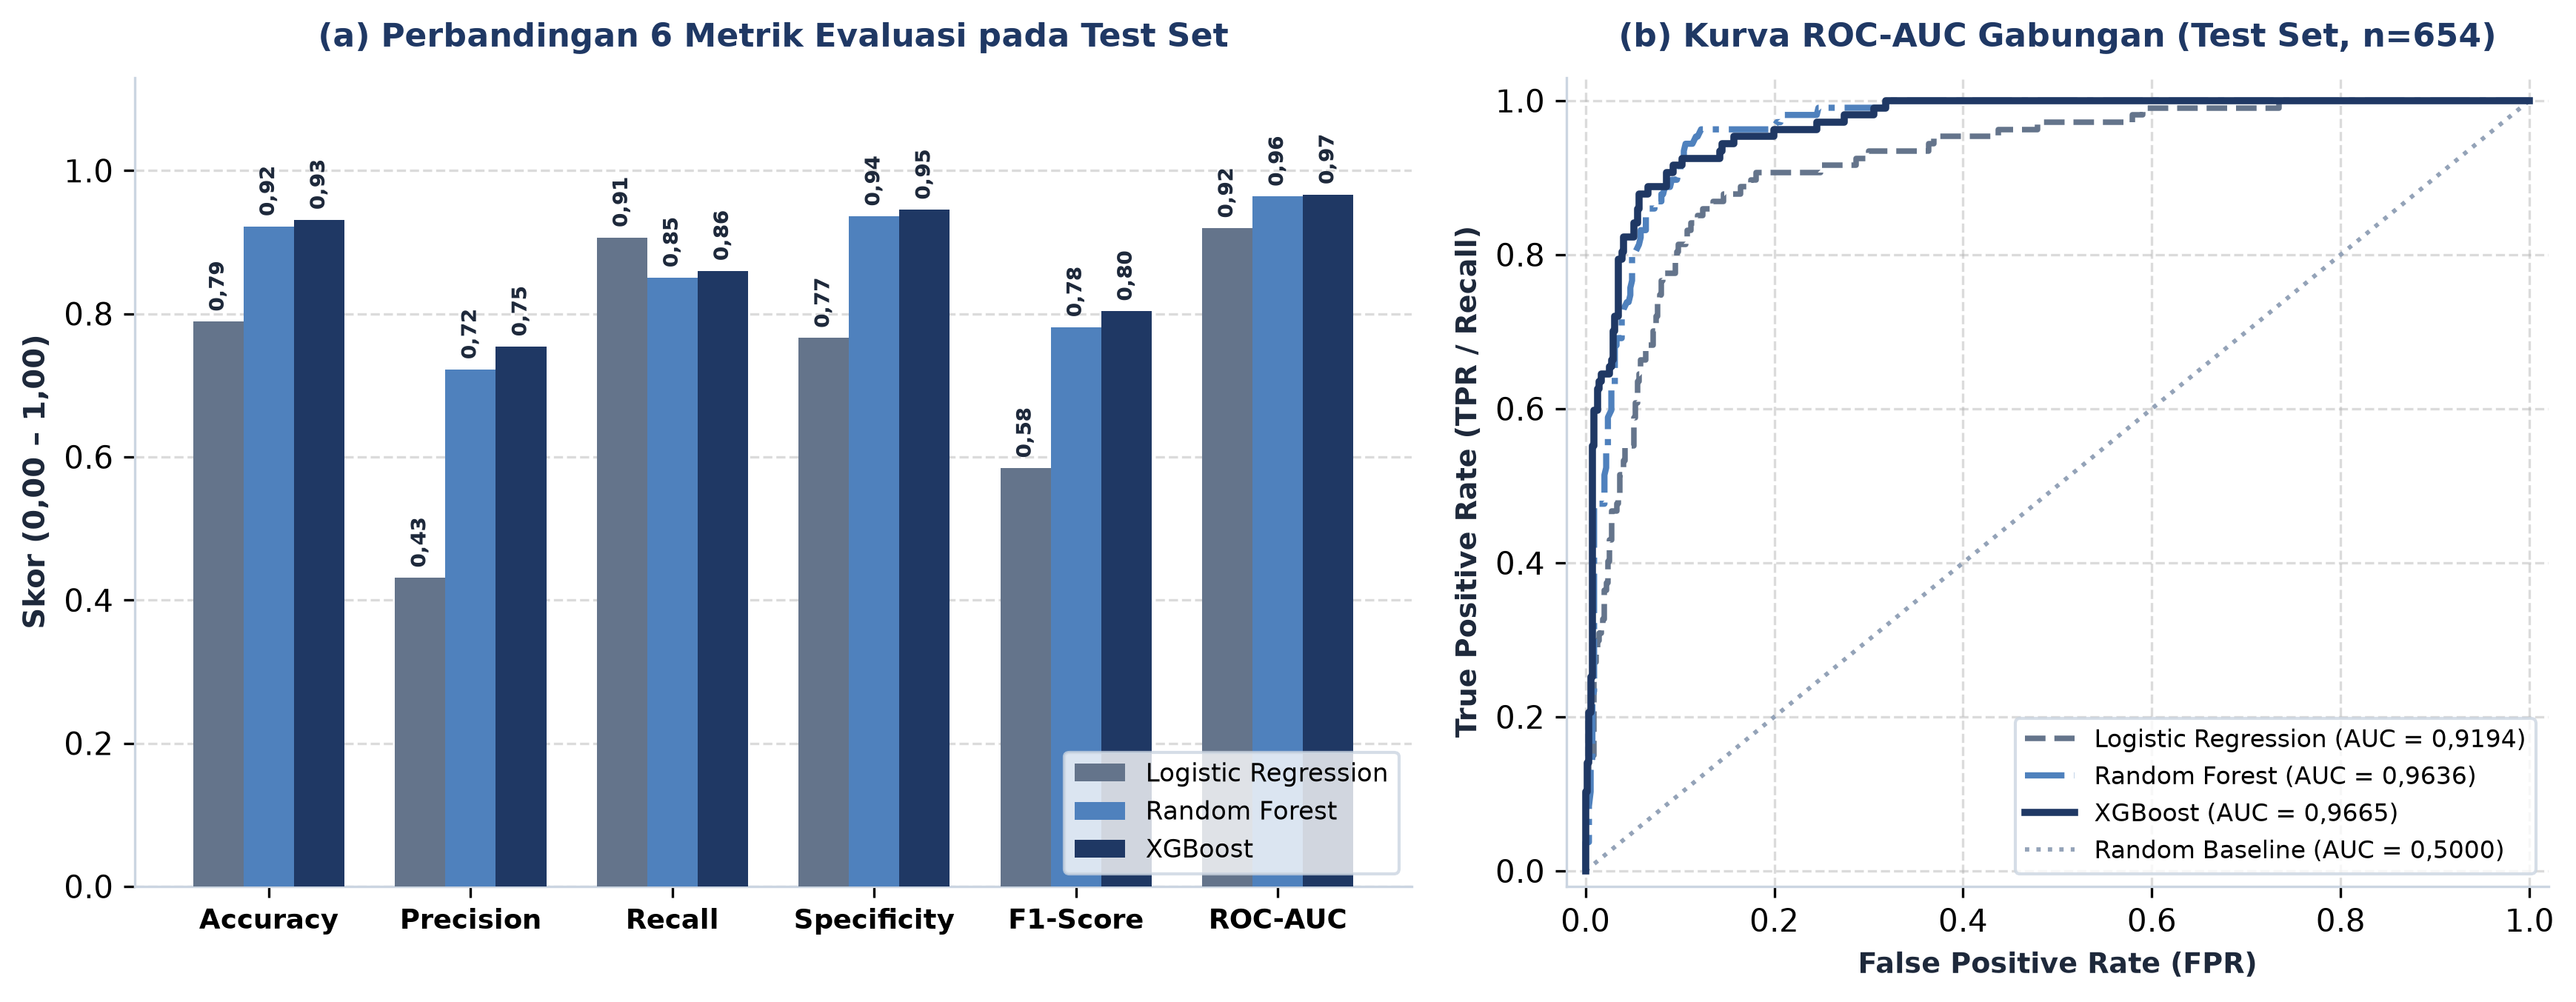 (a) Perbandingan 6 Metrik Evaluasi pada Test Set
Skor (0,00 – 1,00)
1.0
0.8
0.6
0.4
0.2
0.0
0,79
0,92
0,93
0,43
0,72
0,75
0,91
0,85
0,86
0,77
0,94
0,95
0,58
0,78
0,80
0,92
0,96
0,97
Accuracy
Precision
Recall
Specificity
F1-Score
ROC-AUC
Logistic Regression
Random Forest
XGBoost
(b) Kurva ROC-AUC Gabungan (Test Set, n=654)
True Positive Rate (TPR / Recall)
1.0
0.8
0.6
0.4
0.2
0.0
0.0
0.2
0.4
0.6
0.8
1.0
False Positive Rate (FPR)
Logistic Regression (AUC = 0,9194)
Random Forest (AUC = 0,9636)
XGBoost (AUC = 0,9665)
Random Baseline (AUC = 0,5000)